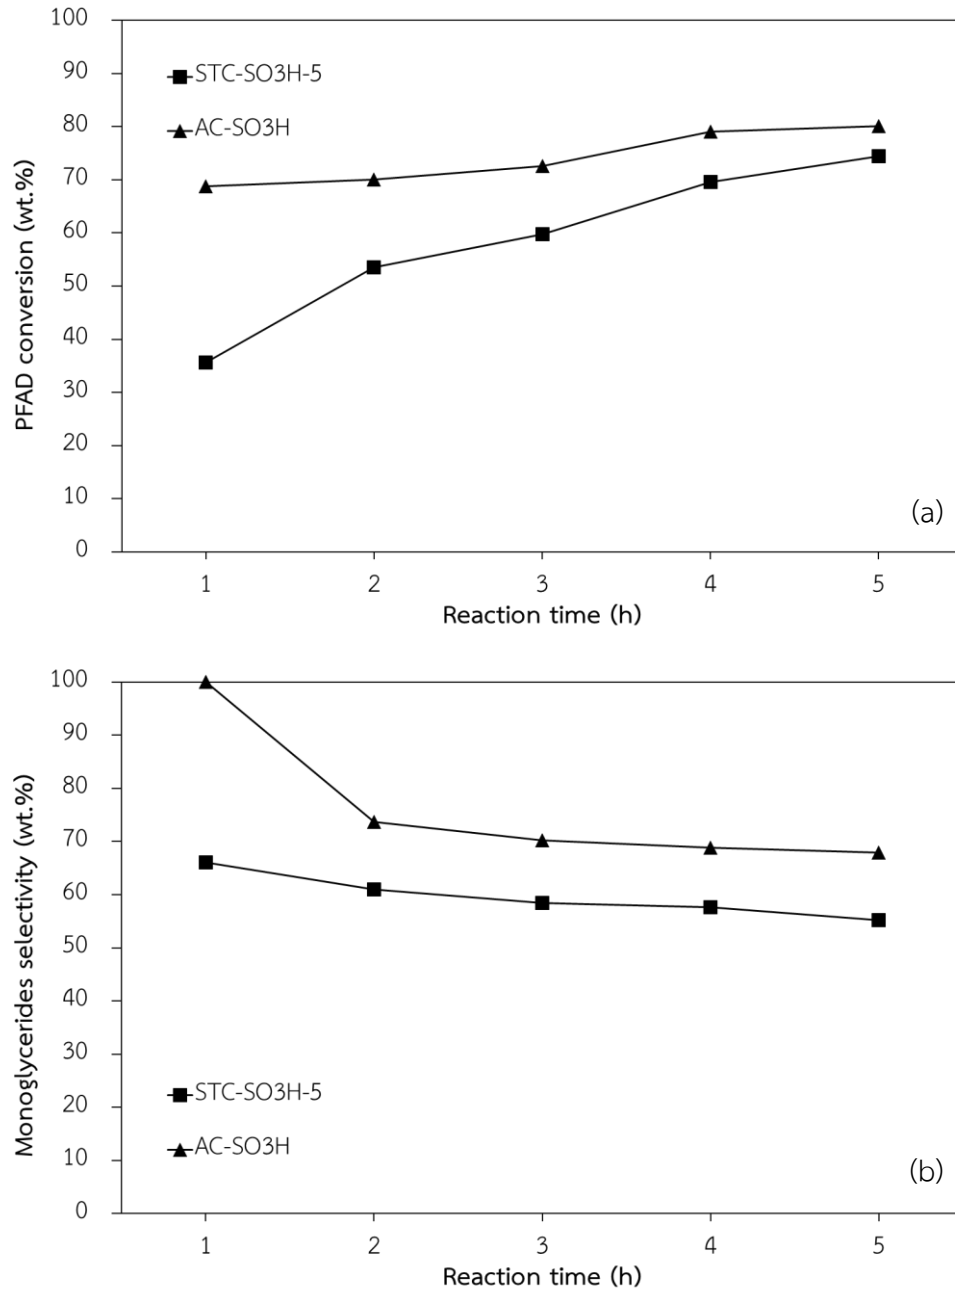 100
90
80
70
60
50
40
30
20
10
0
PFAD conversion (wt.%)
STC-SO3H-5
AC-SO3H
(a)
1 2 3 4 5
Reaction time (h)
100
90
80
70
60
50
40
30
20
10
0
Monoglycerides selectivity (wt.%)
STC-SO3H-5
AC-SO3H
(b)
1 2 3 4 5
Reaction time (h)